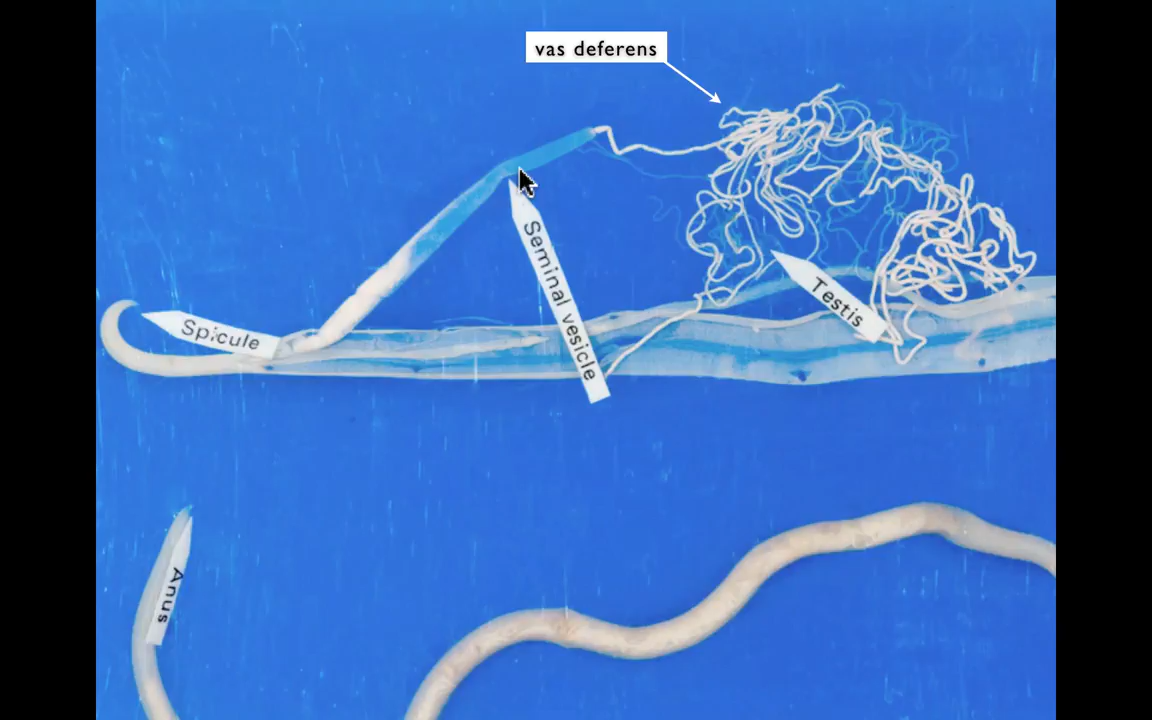 vas deferens
Seminal vesicle
Testis
Spicule
Anus